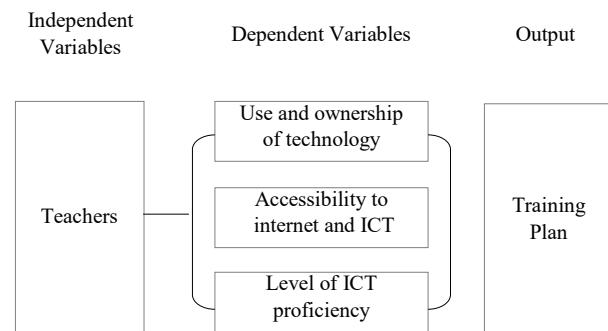 Independent
Variables
Dependent Variables
Output
Teachers
Use and ownership
of technology
Accessibility to
internet and ICT
Level of ICT
proficiency
Training
Plan